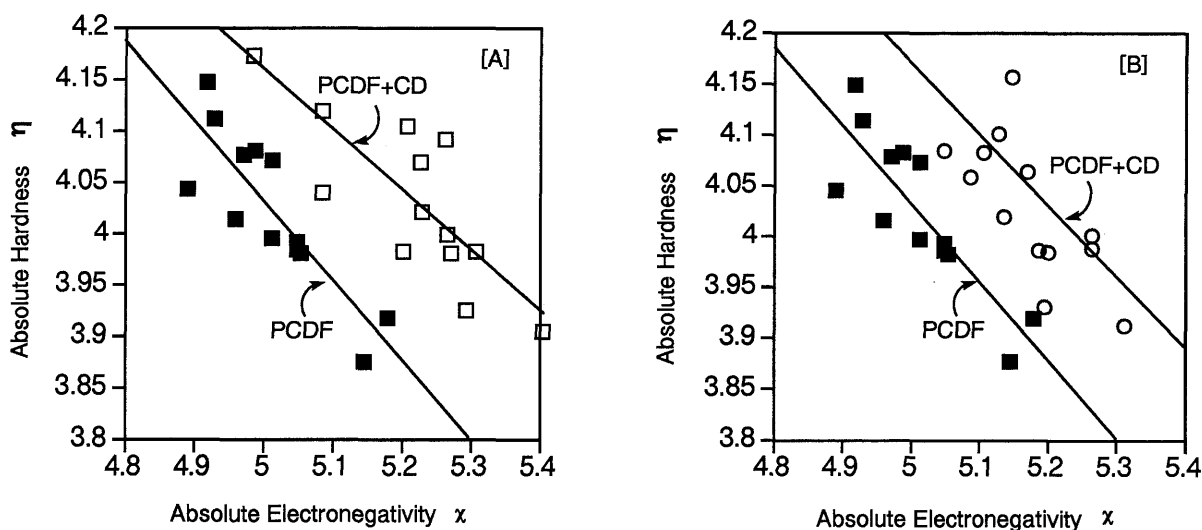 [A]
4.2
4.15
4.1
4.05
4
3.95
3.9
3.85
3.8
Absolute Hardness η
PCDF+CD
PCDF
4.8 4.9 5 5.1 5.2 5.3 5.4
Absolute Electronegativity χ
[B]
4.2
4.15
4.1
4.05
4
3.95
3.9
3.85
3.8
Absolute Hardness η
PCDF+CD
PCDF
4.8 4.9 5 5.1 5.2 5.3 5.4
Absolute Electronegativity χ